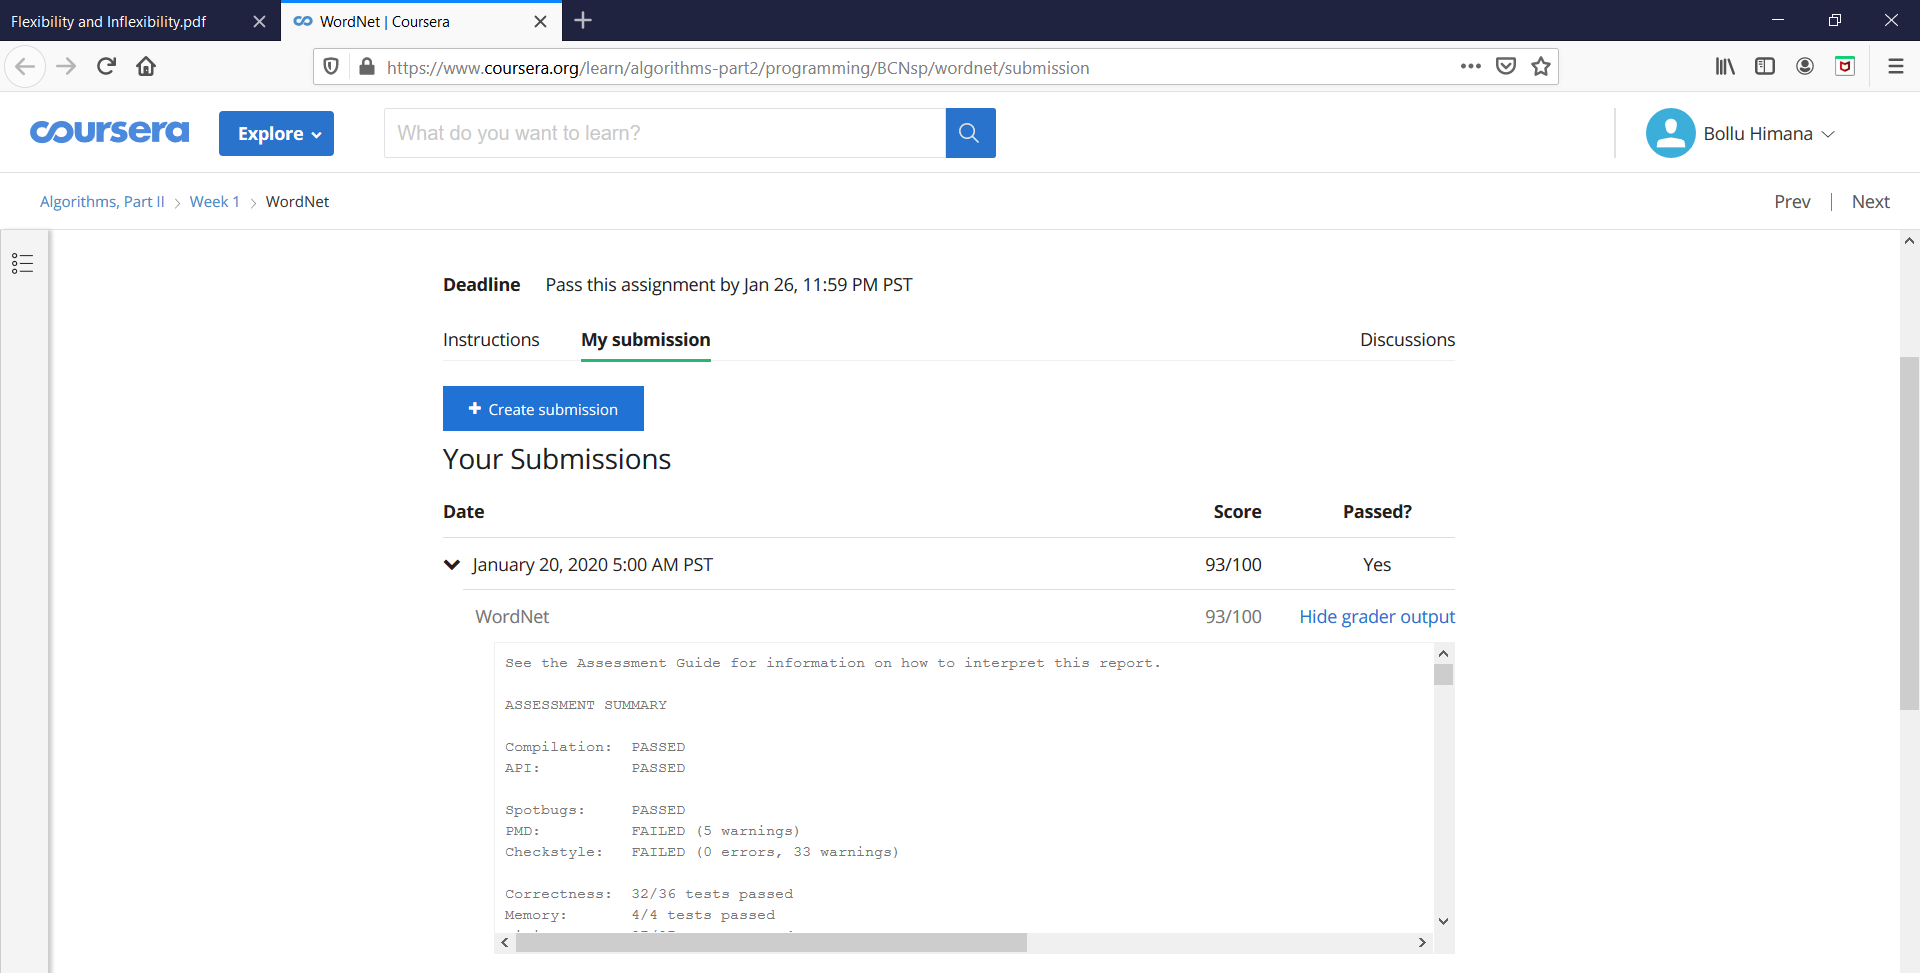 Flexibility and Inflexibility.pdf
WordNet | Coursera
https://www.coursera.org/learn/algorithms-part2/programming/BCNsp/wordnet/submission
coursera
Explore
What do you want to learn?
Bollu Himana
Algorithms, Part II > Week 1 > WordNet
Prev | Next
Deadline Pass this assignment by Jan 26, 11:59 PM PST
Instructions My submission Discussions
+ Create submission
Your Submissions
Date Score Passed?
January 20, 2020 5:00 AM PST 93/100 Yes
WordNet 93/100 Hide grader output
See the Assessment Guide for information on how to interpret this report.
ASSESSMENT SUMMARY
Compilation: PASSED
API: PASSED
Spotbugs: PASSED
PMD: FAILED (5 warnings)
Checkstyle: FAILED (0 errors, 33 warnings)
Correctness: 32/36 tests passed
Memory: 4/4 tests passed